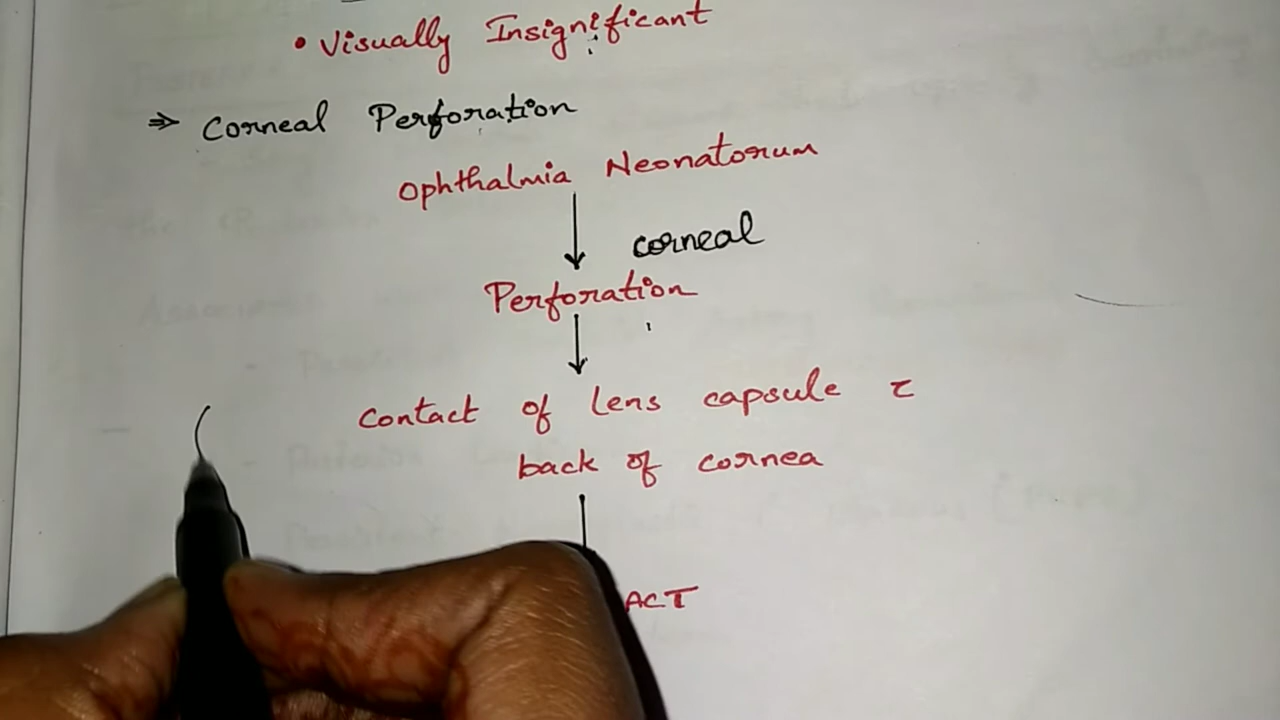 • Visually Insignificant
⇒ Corneal Perforation
Ophthalmia Neonatorum
corneal
Perforation
Contact of lens capsule c̄
back of cornea
ACT